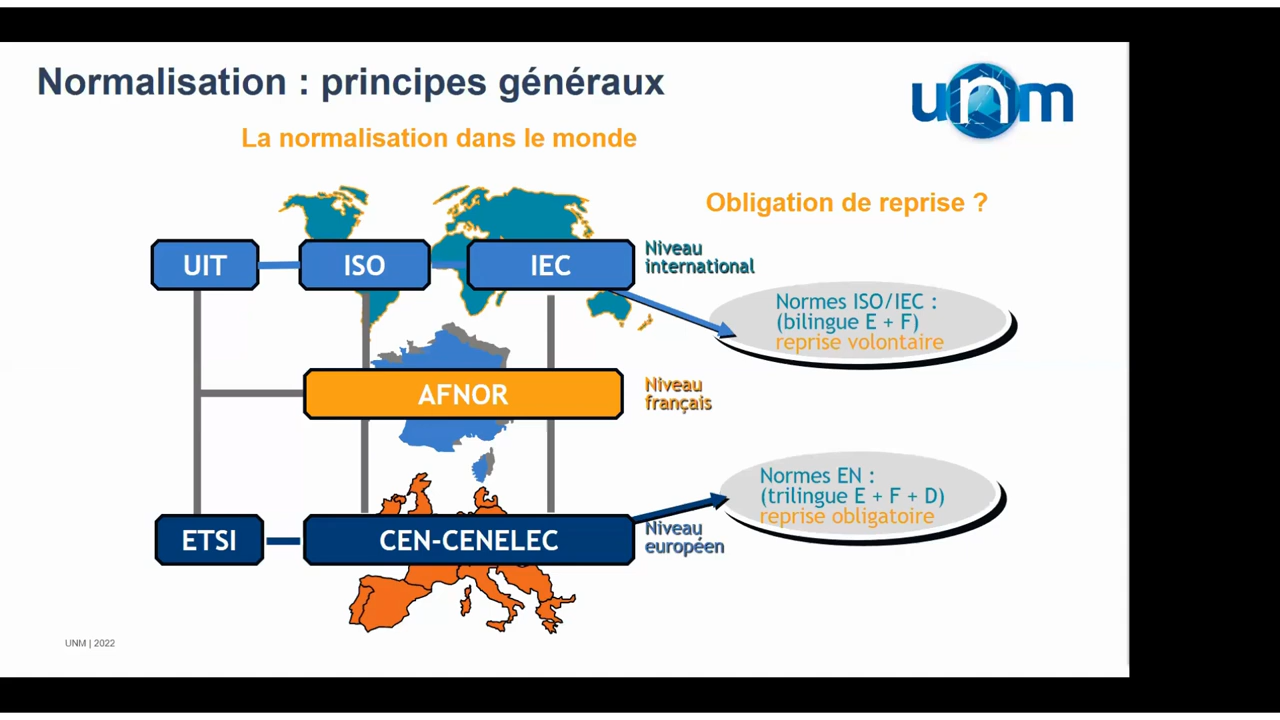 Normalisation : principes généraux
unm
La normalisation dans le monde
Obligation de reprise ?
UIT
ISO
IEC
Niveau
international
Normes ISO/IEC :
(bilingue E + F)
reprise volontaire
AFNOR
Niveau
français
Normes EN :
(trilingue E + F + D)
reprise obligatoire
ETSI
CEN-CENELEC
Niveau
européen
UNM | 2022